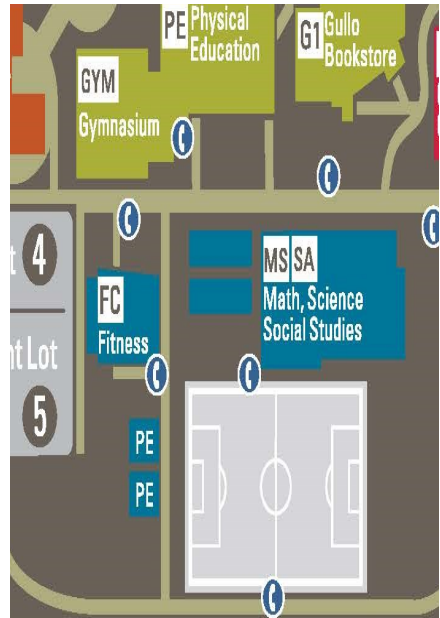 PE Physical
Education
G1 Gullo
Bookstore
GYM
Gymnasium
4
MS SA
Math, Science
Social Studies
FC
Fitness
Lot
5
PE
PE